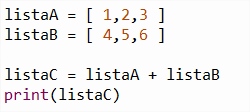 listaA = [ 1,2,3 ]
listaB = [ 4,5,6 ]
listaC = listaA + listaB
print(listaC)